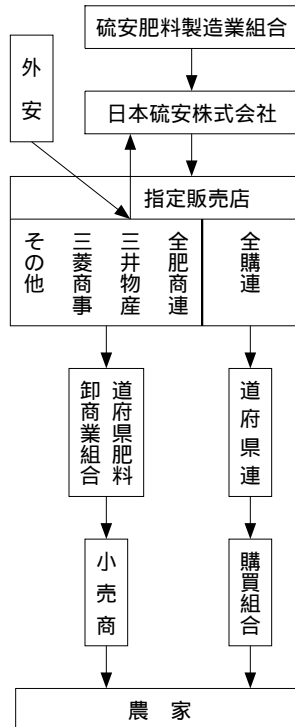 硫安肥料製造業組合
外安
日本硫安株式会社
指定販売店
全購連
全肥商連
三井物産
三菱商事
その他
道府県肥料
卸商業組合
道府県連
小売商
購買組合
農家